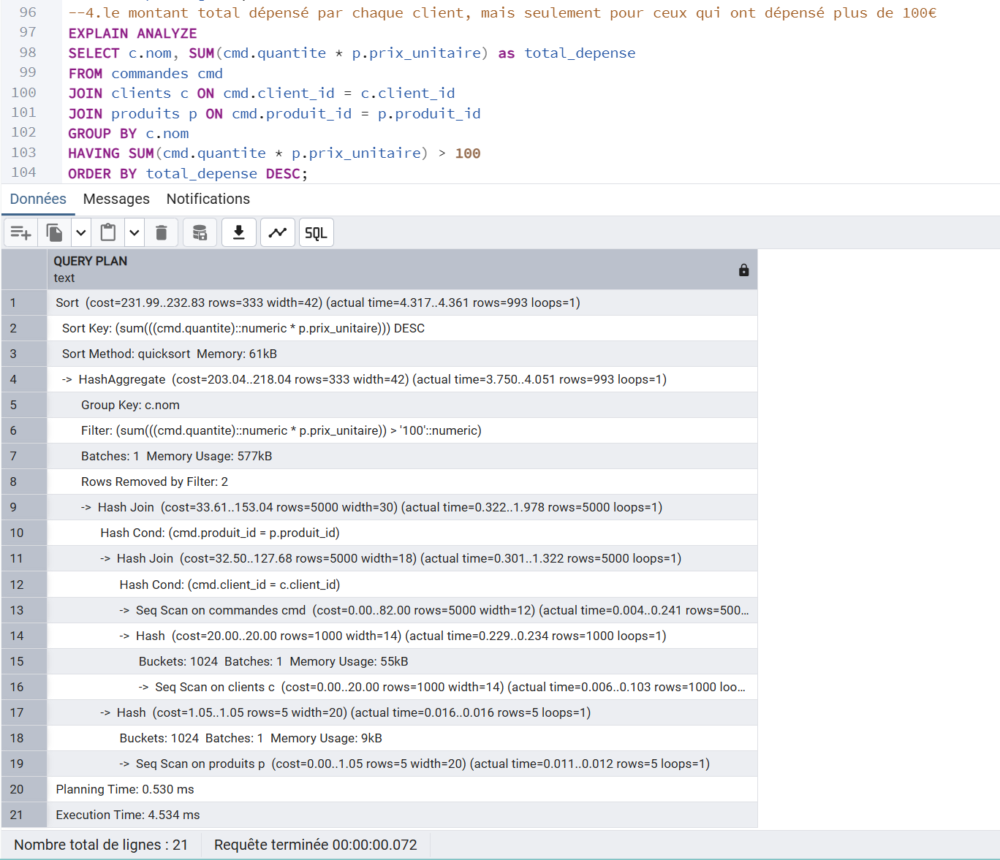 96 --4.le montant total dépensé par chaque client, mais seulement pour ceux qui ont dépensé plus de 100€
97 EXPLAIN ANALYZE
98 SELECT c.nom, SUM(cmd.quantite * p.prix_unitaire) as total_depense
99 FROM commandes cmd
100 JOIN clients c ON cmd.client_id = c.client_id
101 JOIN produits p ON cmd.produit_id = p.produit_id
102 GROUP BY c.nom
103 HAVING SUM(cmd.quantite * p.prix_unitaire) > 100
104 ORDER BY total_depense DESC;
Données Messages Notifications
SQL
QUERY PLAN
text
1 Sort (cost=231.99..232.83 rows=333 width=42) (actual time=4.317..4.361 rows=993 loops=1)
2 Sort Key: (sum(((cmd.quantite)::numeric * p.prix_unitaire))) DESC
3 Sort Method: quicksort Memory: 61kB
4 -> HashAggregate (cost=203.04..218.04 rows=333 width=42) (actual time=3.750..4.051 rows=993 loops=1)
5 Group Key: c.nom
6 Filter: (sum(((cmd.quantite)::numeric * p.prix_unitaire)) > '100'::numeric)
7 Batches: 1 Memory Usage: 577kB
8 Rows Removed by Filter: 2
9 -> Hash Join (cost=33.61..153.04 rows=5000 width=30) (actual time=0.322..1.978 rows=5000 loops=1)
10 Hash Cond: (cmd.produit_id = p.produit_id)
11 -> Hash Join (cost=32.50..127.68 rows=5000 width=18) (actual time=0.301..1.322 rows=5000 loops=1)
12 Hash Cond: (cmd.client_id = c.client_id)
13 -> Seq Scan on commandes cmd (cost=0.00..82.00 rows=5000 width=12) (actual time=0.004..0.241 rows=500...
14 -> Hash (cost=20.00..20.00 rows=1000 width=14) (actual time=0.229..0.234 rows=1000 loops=1)
15 Buckets: 1024 Batches: 1 Memory Usage: 55kB
16 -> Seq Scan on clients c (cost=0.00..20.00 rows=1000 width=14) (actual time=0.006..0.103 rows=1000 loo...
17 -> Hash (cost=1.05..1.05 rows=5 width=20) (actual time=0.016..0.016 rows=5 loops=1)
18 Buckets: 1024 Batches: 1 Memory Usage: 9kB
19 -> Seq Scan on produits p (cost=0.00..1.05 rows=5 width=20) (actual time=0.011..0.012 rows=5 loops=1)
20 Planning Time: 0.530 ms
21 Execution Time: 4.534 ms
Nombre total de lignes : 21 Requête terminée 00:00:00.072